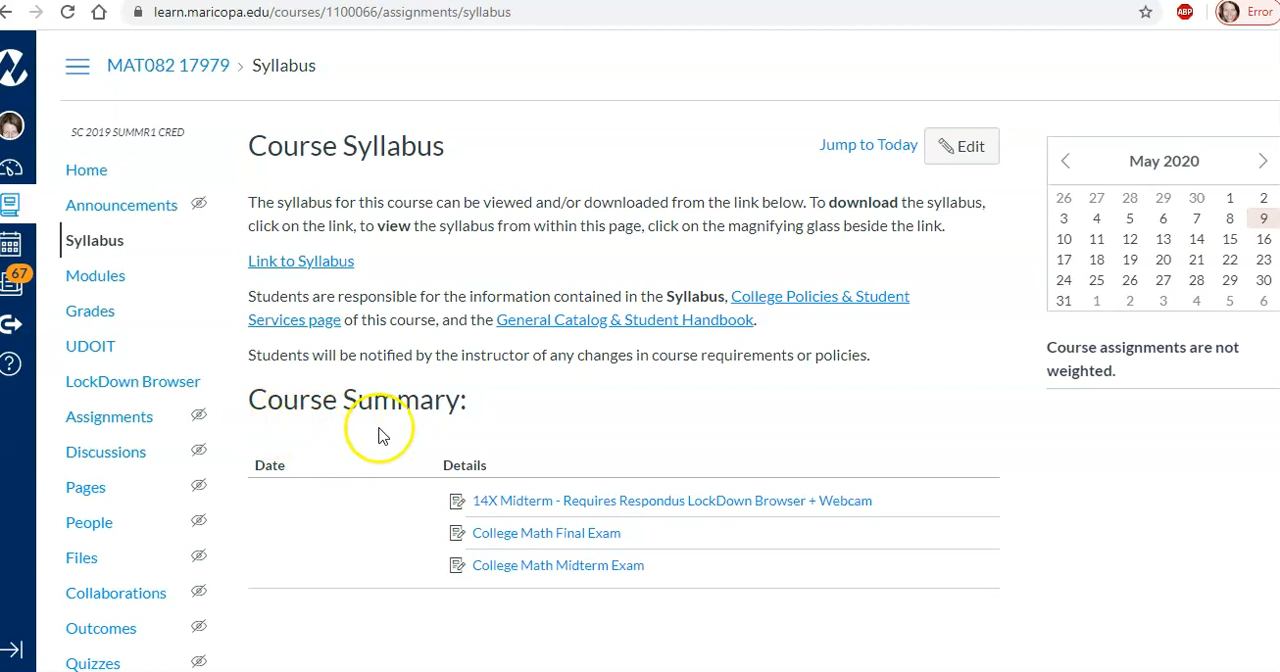 learn.maricopa.edu/courses/1100066/assignments/syllabus
ABP
Error
MAT082 17979 > Syllabus
SC 2019 SUMMR1 CRED
Home
Announcements
Syllabus
Modules
Grades
UDOIT
LockDown Browser
Assignments
Discussions
Pages
People
Files
Collaborations
Outcomes
Quizzes
67
Course Syllabus
Jump to Today
Edit
The syllabus for this course can be viewed and/or downloaded from the link below. To download the syllabus,
click on the link, to view the syllabus from within this page, click on the magnifying glass beside the link.
Link to Syllabus
Students are responsible for the information contained in the Syllabus, College Policies & Student
Services page of this course, and the General Catalog & Student Handbook.
Students will be notified by the instructor of any changes in course requirements or policies.
Course Summary:
Date Details
14X Midterm - Requires Respondus LockDown Browser + Webcam
College Math Final Exam
College Math Midterm Exam
May 2020
26 27 28 29 30 1 2
3 4 5 6 7 8 9
10 11 12 13 14 15 16
17 18 19 20 21 22 23
24 25 26 27 28 29 30
31 1 2 3 4 5 6
Course assignments are not
weighted.